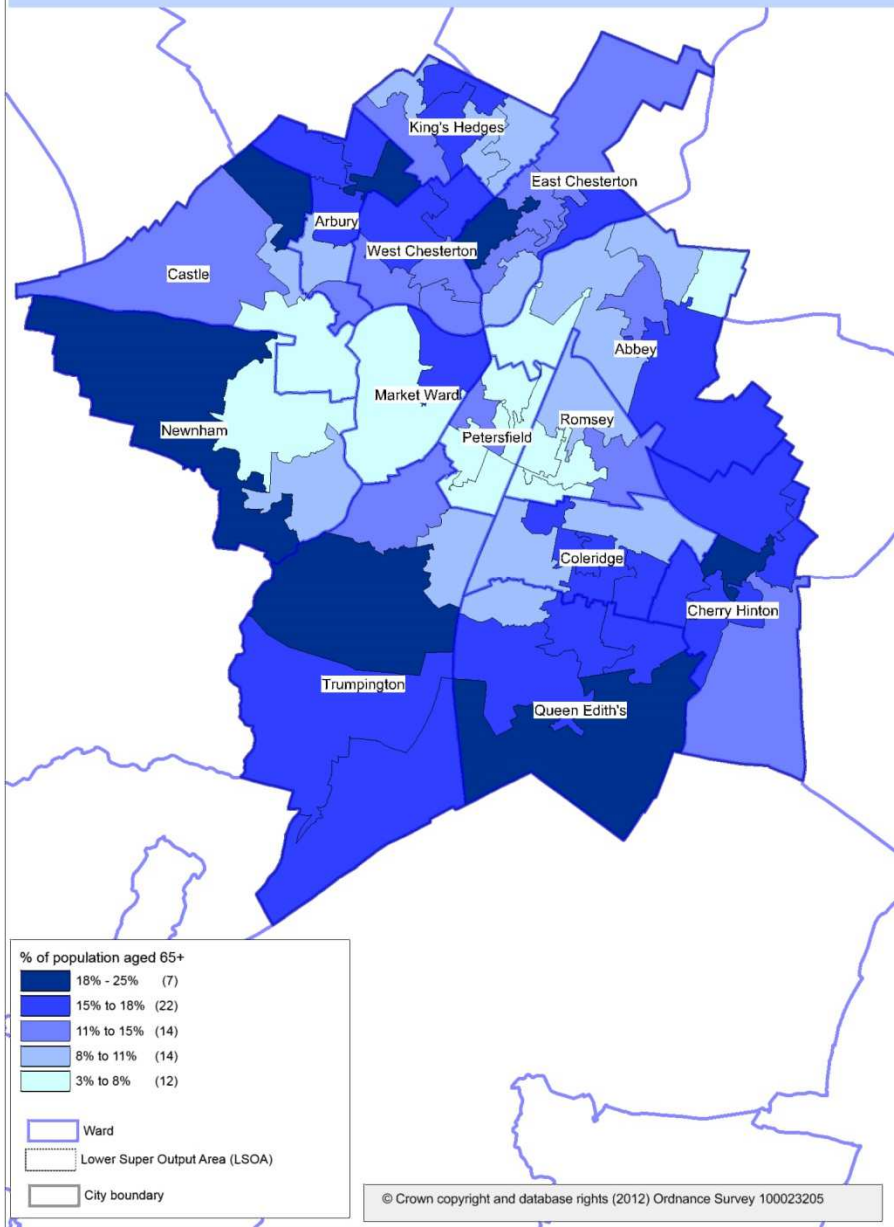 King's Hedges
East Chesterton
Arbury
West Chesterton
Castle
Abbey
Market Ward
Newnham
Petersfield
Romsey
Coleridge
Cherry Hinton
Trumpington
Queen Edith's
% of population aged 65+
18% - 25% (7)
15% to 18% (22)
11% to 15% (14)
8% to 11% (14)
3% to 8% (12)
Ward
Lower Super Output Area (LSOA)
City boundary
© Crown copyright and database rights (2012) Ordnance Survey 100023205